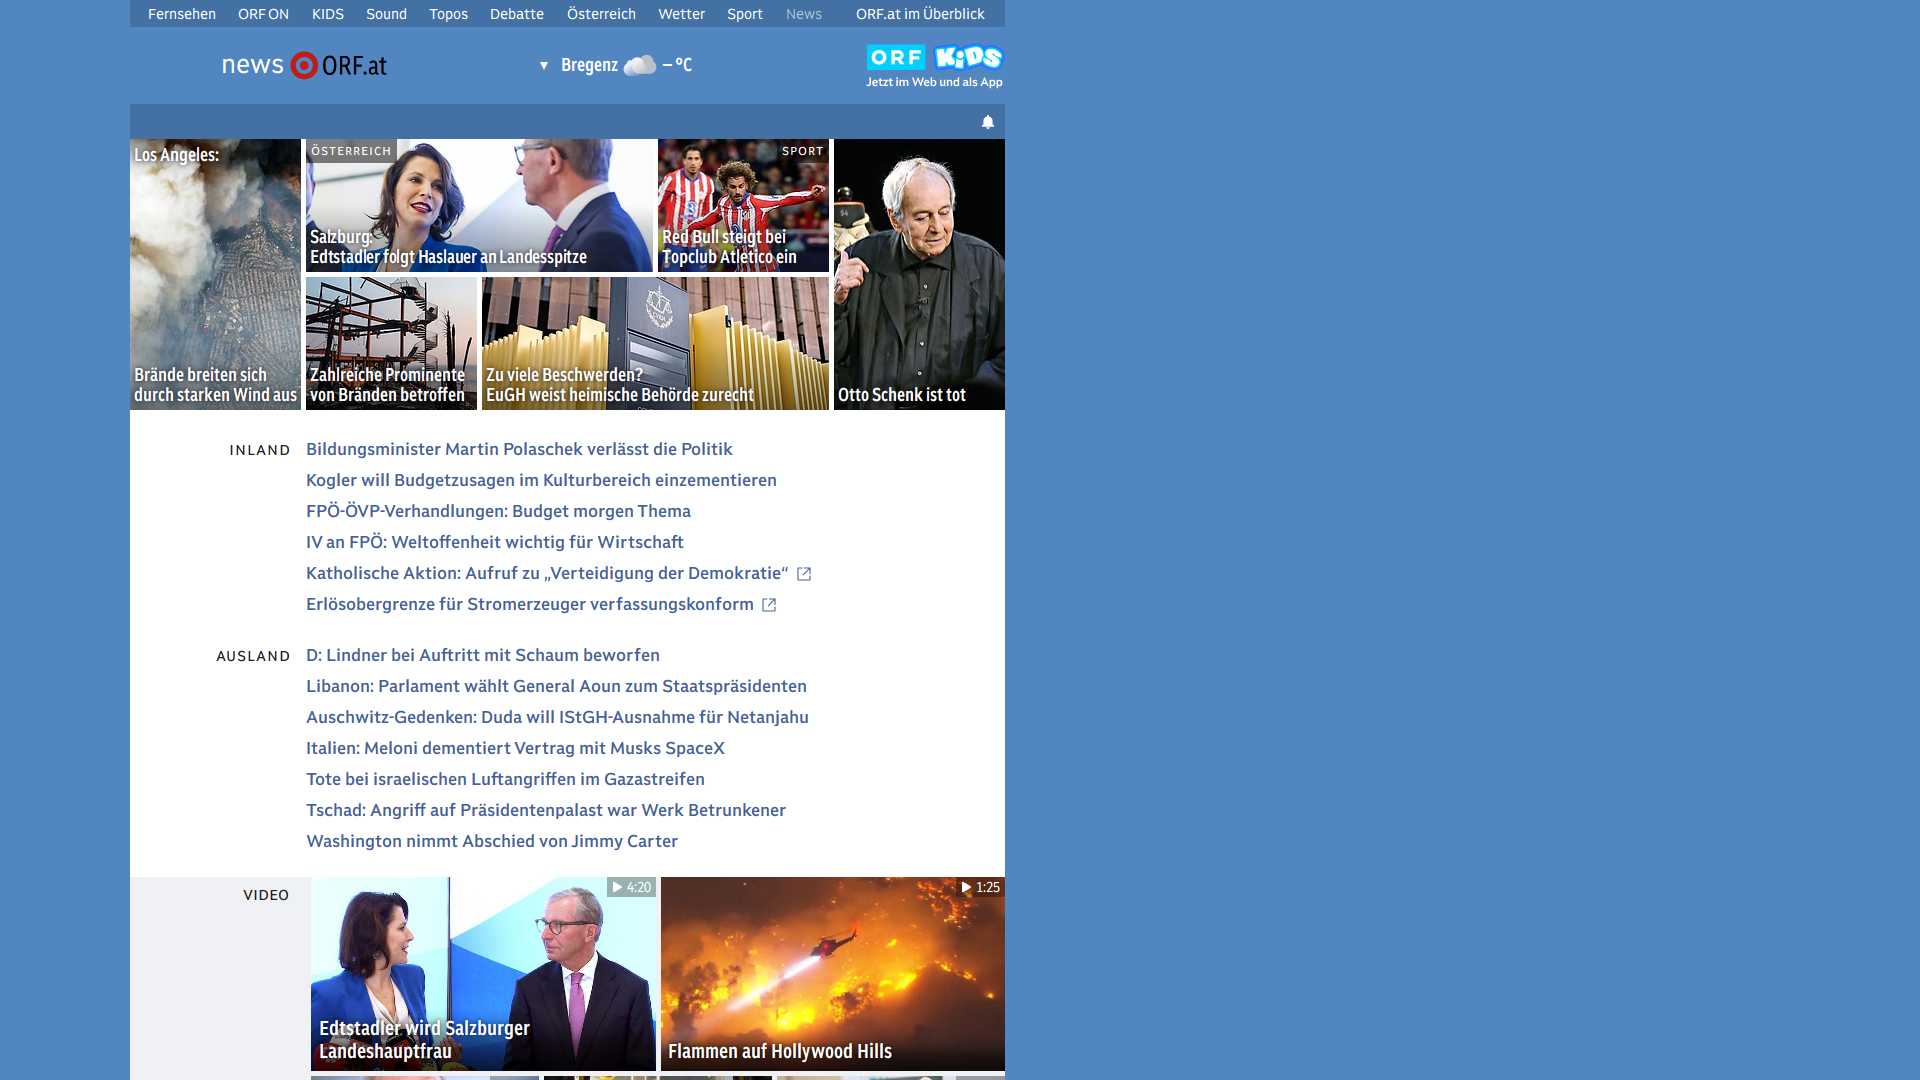 Fernsehen ORF ON KIDS Sound Topos Debatte Österreich Wetter Sport News ORF.at im Überblick
news ORF.at
Bregenz – °C
ORF KiDS
Jetzt im Web und als App
Los Angeles:
Brände breiten sich
durch starken Wind aus
ÖSTERREICH
Salzburg:
Edtstadler folgt Haslauer an Landesspitze
SPORT
Red Bull steigt bei
Topclub Atletico ein
Zahlreiche Prominente
von Bränden betroffen
Zu viele Beschwerden?
EuGH weist heimische Behörde zurecht
Otto Schenk ist tot
INLAND
Bildungsminister Martin Polaschek verlässt die Politik
Kogler will Budgetzusagen im Kulturbereich einzementieren
FPÖ-ÖVP-Verhandlungen: Budget morgen Thema
IV an FPÖ: Weltoffenheit wichtig für Wirtschaft
Katholische Aktion: Aufruf zu „Verteidigung der Demokratie“
Erlösobergrenze für Stromerzeuger verfassungskonform
AUSLAND
D: Lindner bei Auftritt mit Schaum beworfen
Libanon: Parlament wählt General Aoun zum Staatspräsidenten
Auschwitz-Gedenken: Duda will IStGH-Ausnahme für Netanjahu
Italien: Meloni dementiert Vertrag mit Musks SpaceX
Tote bei israelischen Luftangriffen im Gazastreifen
Tschad: Angriff auf Präsidentenpalast war Werk Betrunkener
Washington nimmt Abschied von Jimmy Carter
VIDEO
4:20
Edtstadler wird Salzburger
Landeshauptfrau
1:25
Flammen auf Hollywood Hills